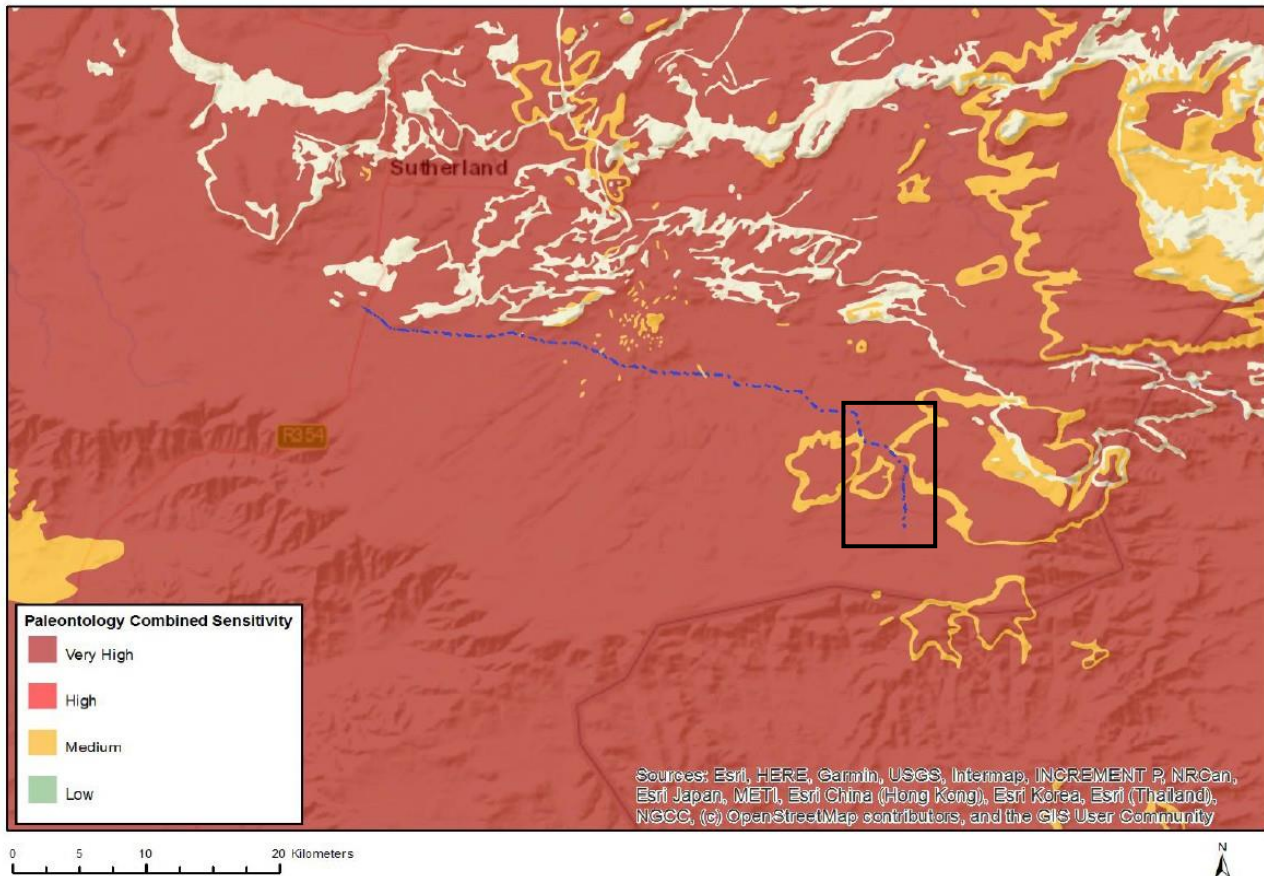 Sutherland
R354
Paleontology Combined Sensitivity
Very High
High
Medium
Low
Sources: Esri, HERE, Garmin, USGS, Intermap, INCREMENT P, NRCan,
Esri Japan, METI, Esri China (Hong Kong), Esri Korea, Esri (Thailand),
NGCC, (c) OpenStreetMap contributors, and the GIS User Community
0 5 10 20 Kilometers
N